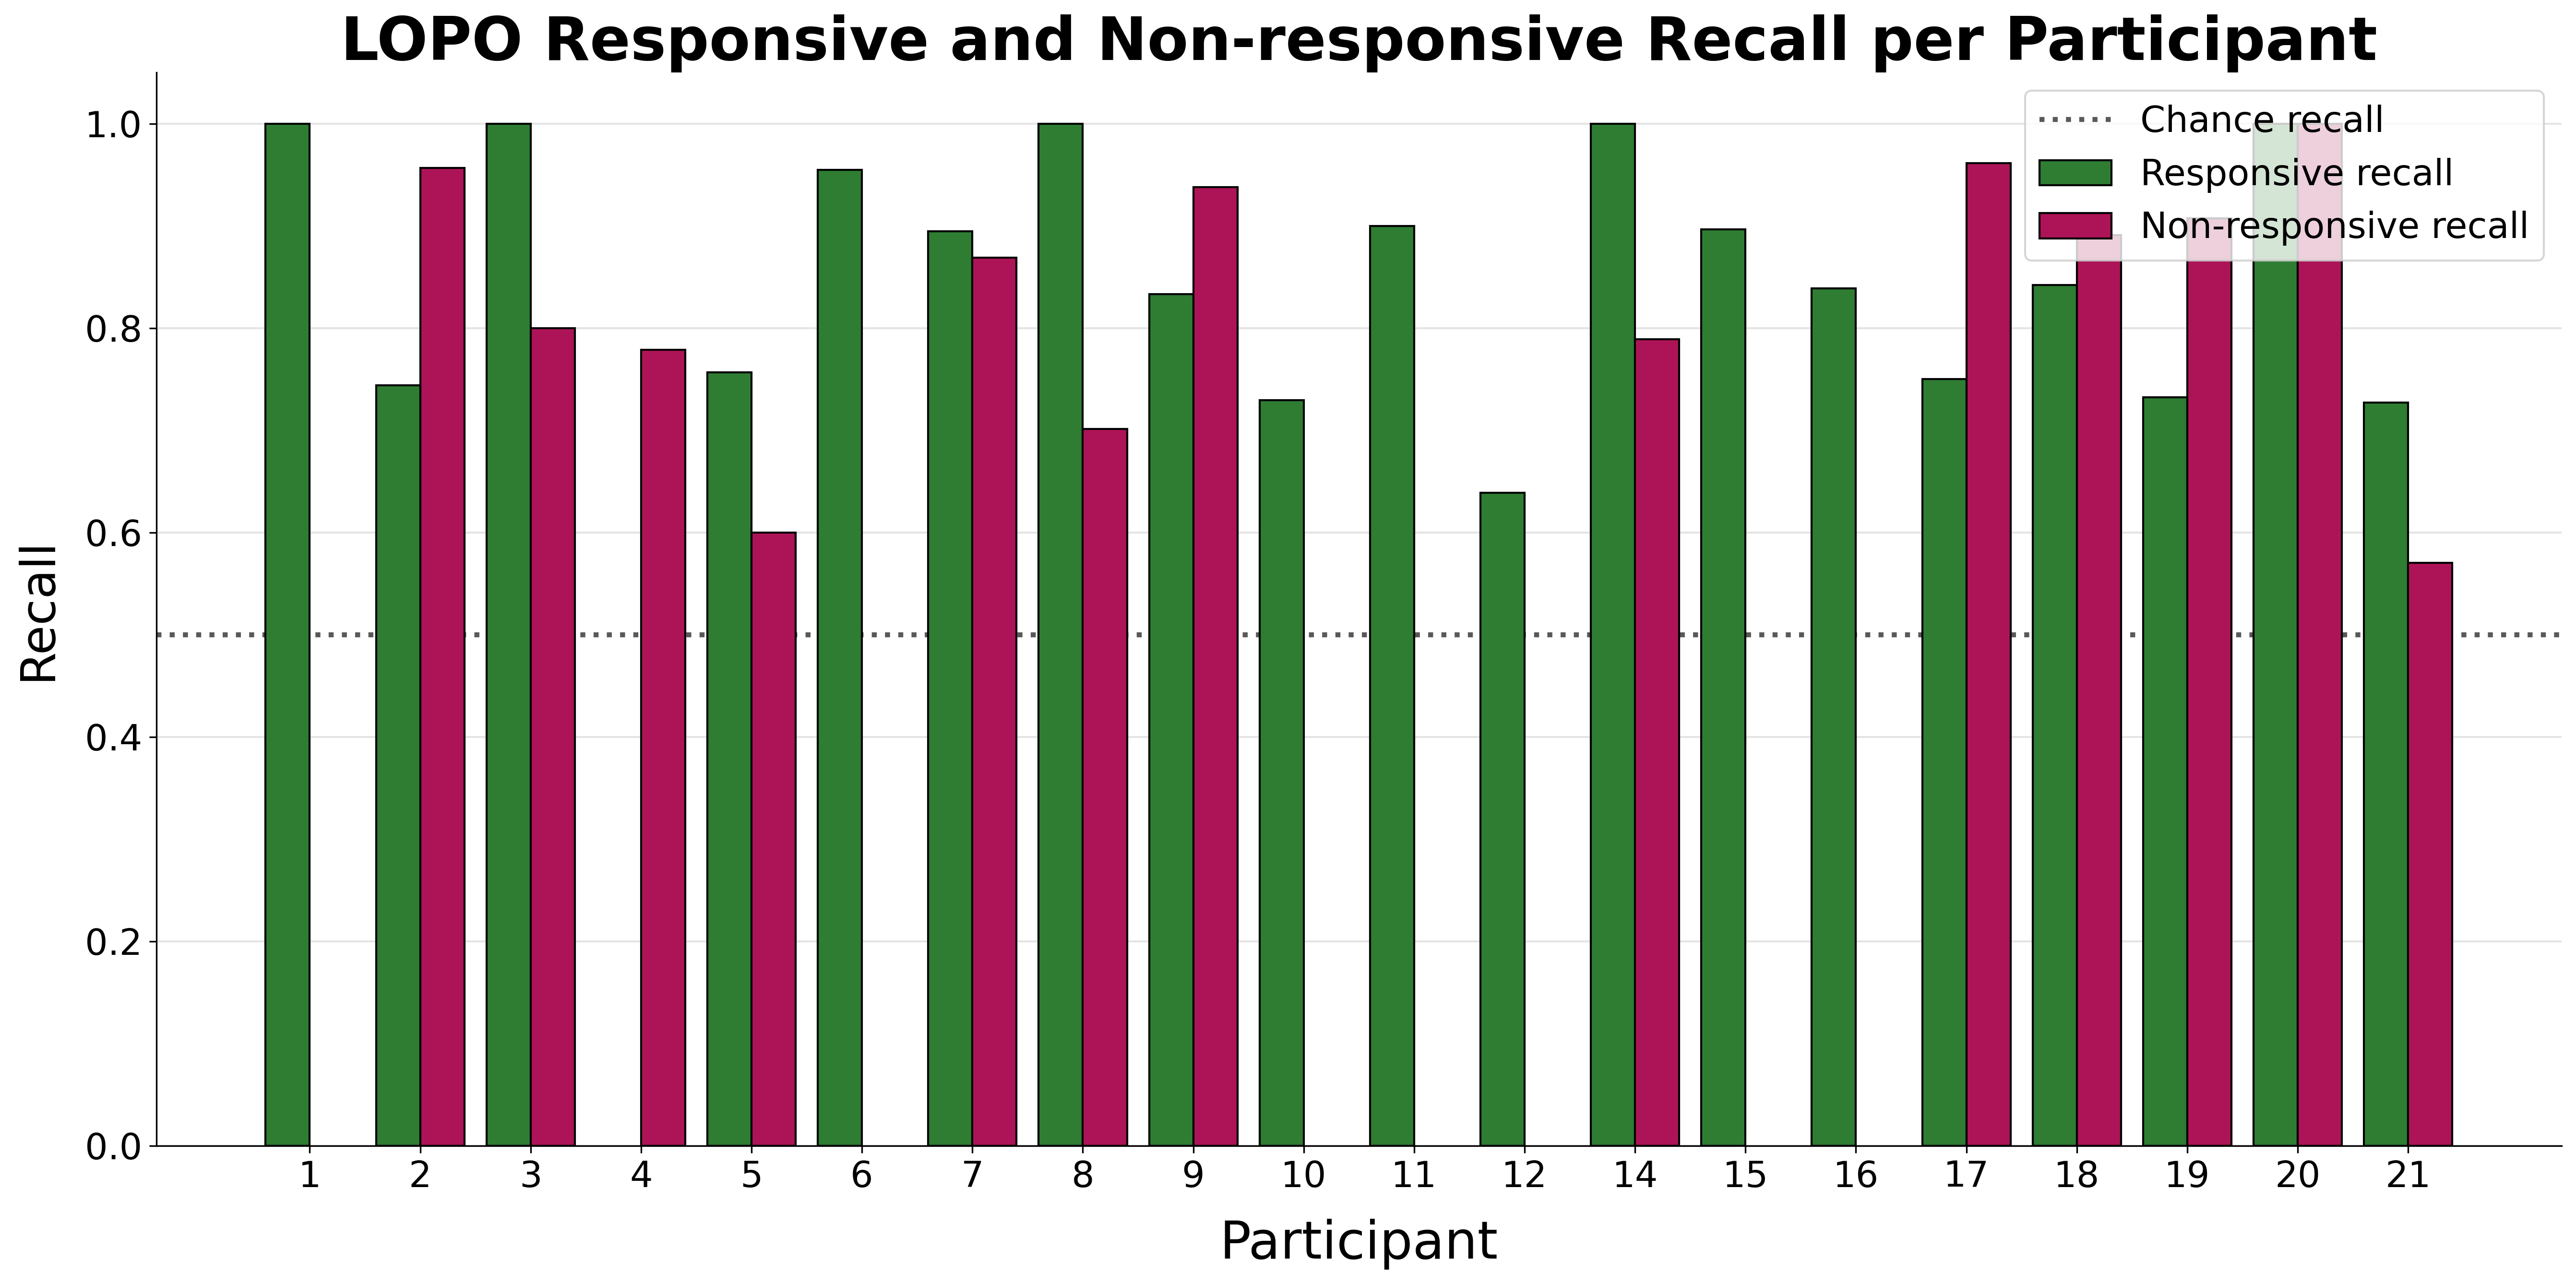 LOPO Responsive and Non-responsive Recall per Participant
Chance recall
Responsive recall
Non-responsive recall
Recall
1.0
0.8
0.6
0.4
0.2
0.0
1 2 3 4 5 6 7 8 9 10 11 12 14 15 16 17 18 19 20 21
Participant